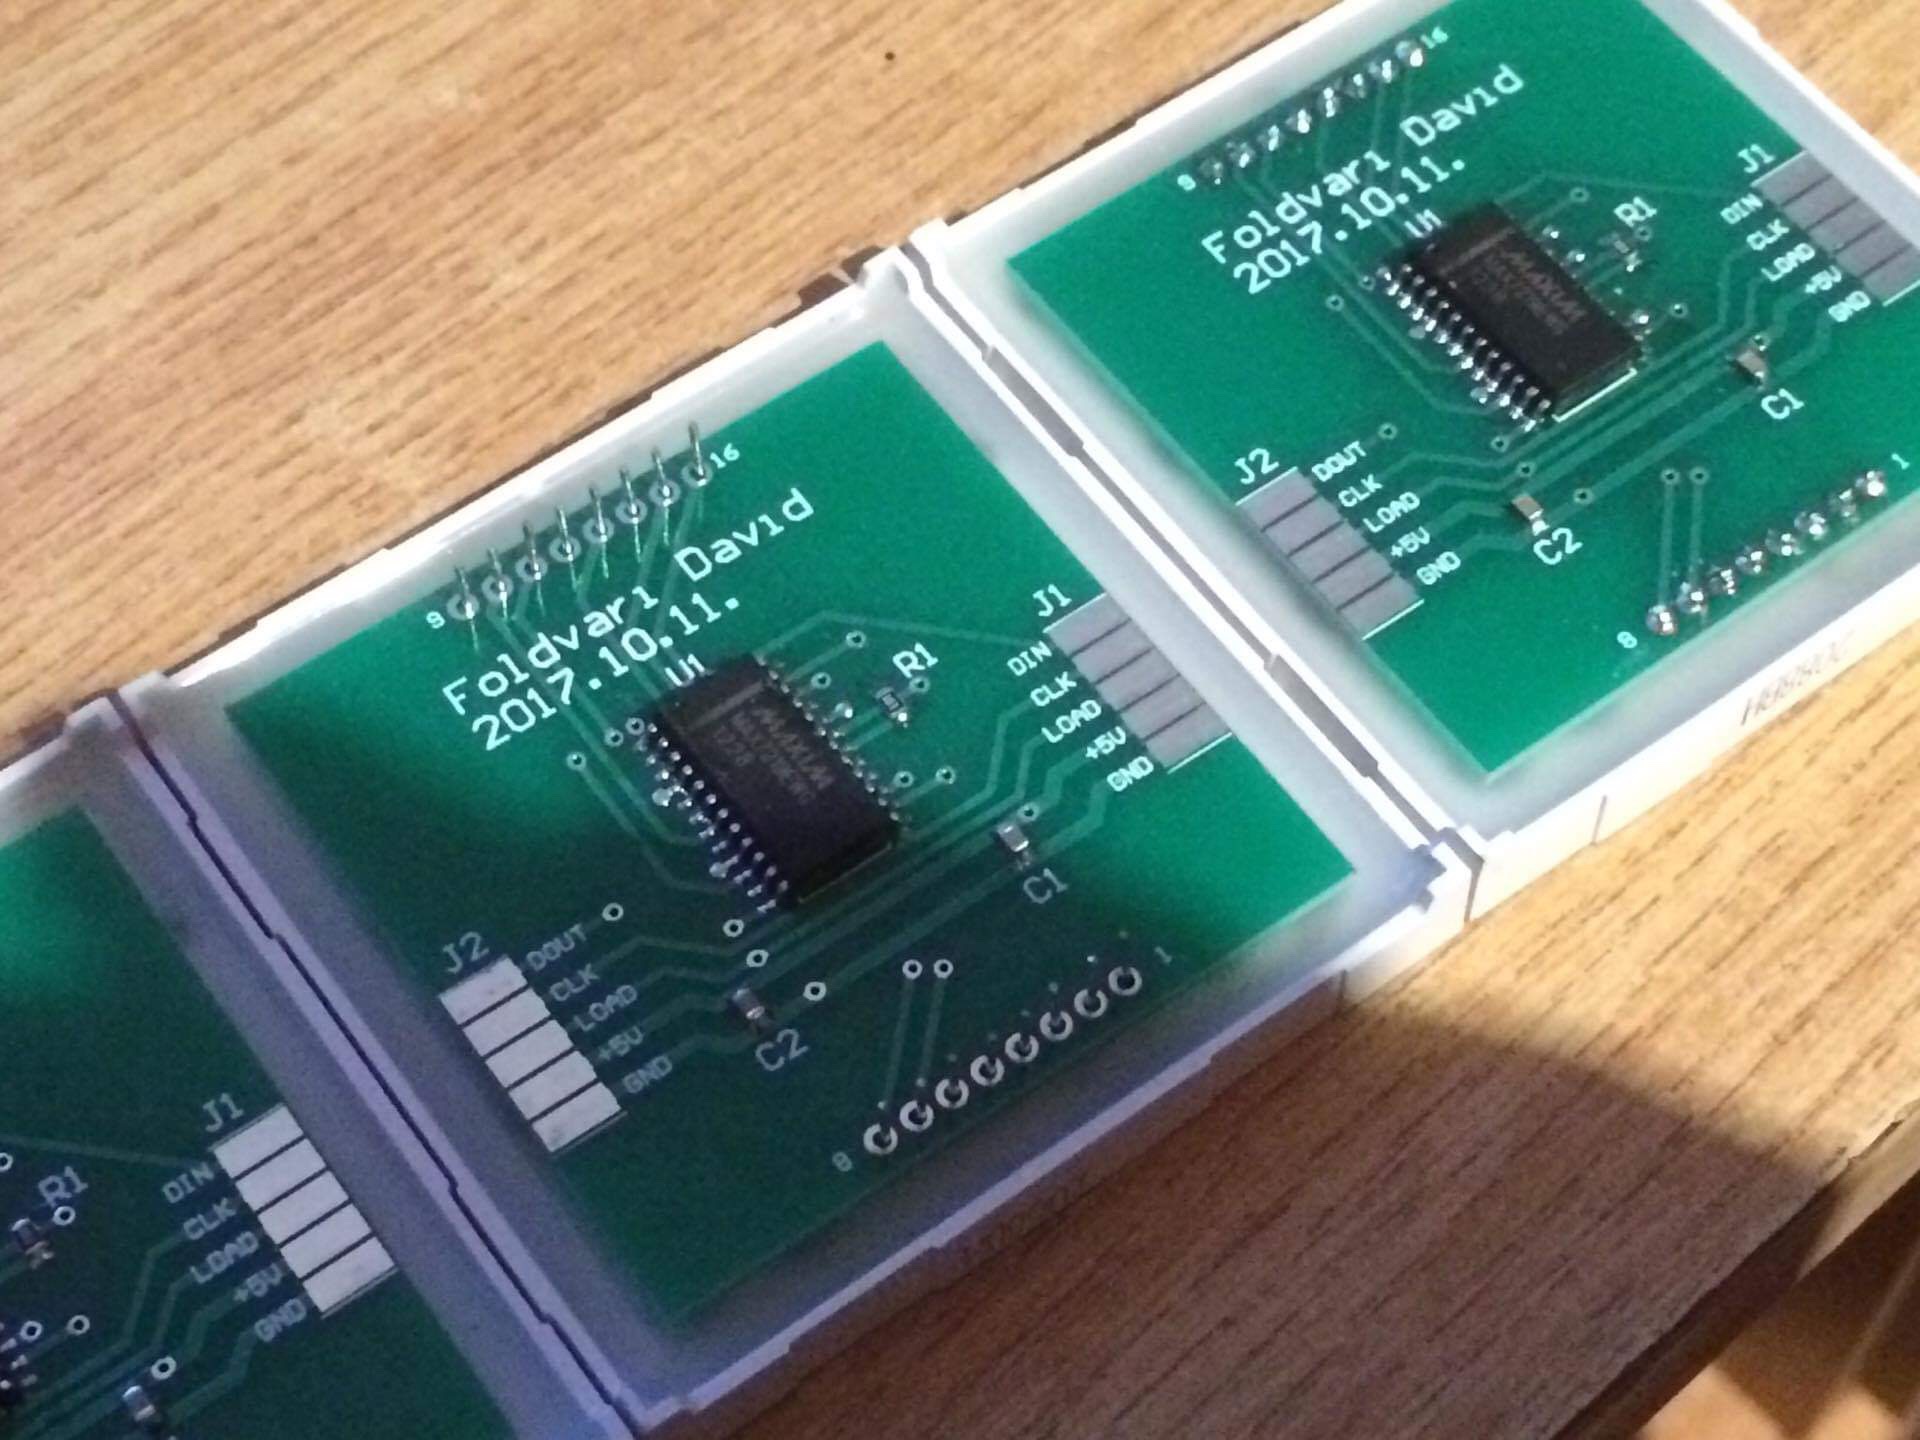 16
9
Foldvari David
2017.10.11.
U1
MAXIM
R1
J1
DIN
CLK
LOAD
+5V
GND
C1
J2
DOUT
CLK
LOAD
+5V
GND
C2
1
8
16
9
Foldvari David
2017.10.11.
U1
MAXIM
R1
J1
DIN
CLK
LOAD
+5V
GND
C1
J2
DOUT
CLK
LOAD
+5V
GND
C2
1
8
J1
DIN
CLK
LOAD
+5V
GND
R1